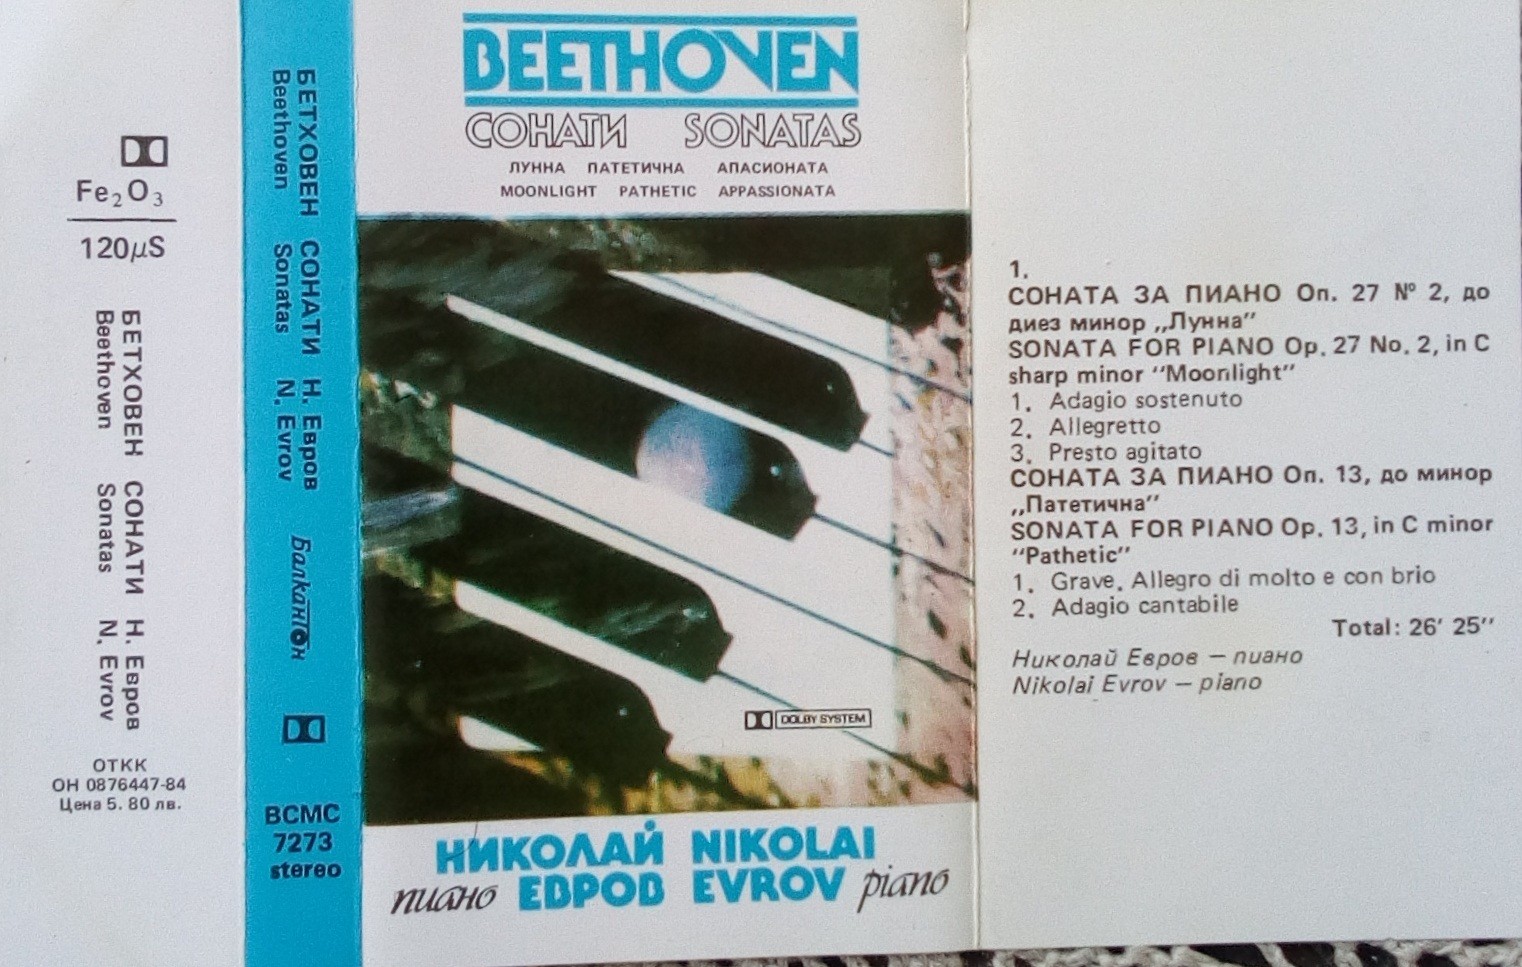 Fe2O3
120µS
БЕТХОВЕН СОНАТИ Н. Евров
Beethoven Sonatas N. Evrov
ОТКК
ОН 0876447-84
Цена 5. 80 лв.
БЕТХОВЕН СОНАТИ Н. Евров
Beethoven Sonatas N. Evrov
Балкантон
ВСМС
7273
stereo
BEETHOVEN
СОНАТИ SONATAS
ЛУННА ПАТЕТИЧНА АПАСИОНАТА
MOONLIGHT PATHETIC APPASSIONATA
DOLBY SYSTEM
НИКОЛАЙ NIKOLAI
пиано ЕВРОВ EVROV piano
1.
СОНАТА ЗА ПИАНО Оп. 27 № 2, до
диез минор „Лунна"
SONATA FOR PIANO Op. 27 No. 2, in C
sharp minor "Moonlight"
1. Adagio sostenuto
2. Allegretto
3. Presto agitato
СОНАТА ЗА ПИАНО Оп. 13, до минор
„Патетична"
SONATA FOR PIANO Op. 13, in C minor
"Pathetic"
1. Grave. Allegro di molto e con brio
2. Adagio cantabile
Total: 26' 25"
Николай Евров — пиано
Nikolai Evrov — piano